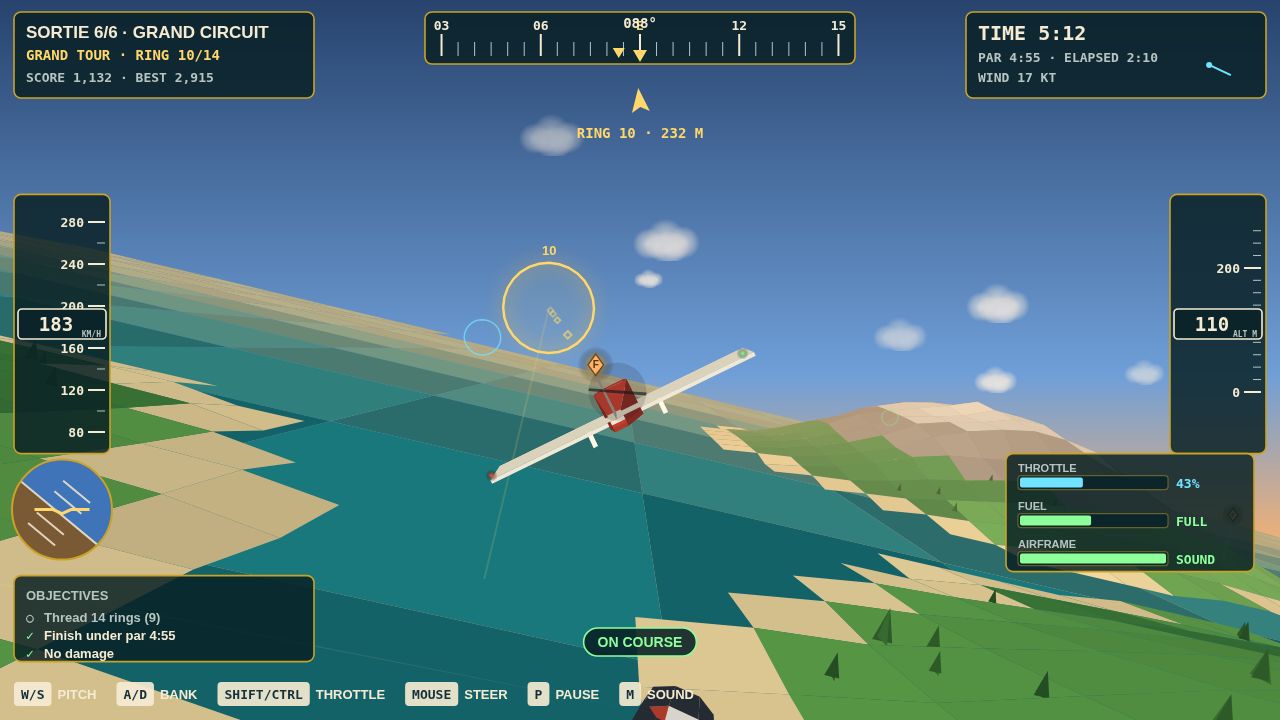 SORTIE 6/6 · GRAND CIRCUIT
GRAND TOUR · RING 10/14
SCORE 1,132 · BEST 2,915
088°
03 06 E 12 15
RING 10 · 232 M
TIME 5:12
PAR 4:55 · ELAPSED 2:10
WIND 17 KT
280
240
200
183 KM/H
160
120
80
10
F
200
110 ALT M
0
THROTTLE
43%
FUEL
FULL
AIRFRAME
SOUND
OBJECTIVES
○ Thread 14 rings (9)
✓ Finish under par 4:55
✓ No damage
ON COURSE
W/S PITCH A/D BANK SHIFT/CTRL THROTTLE MOUSE STEER P PAUSE M SOUND